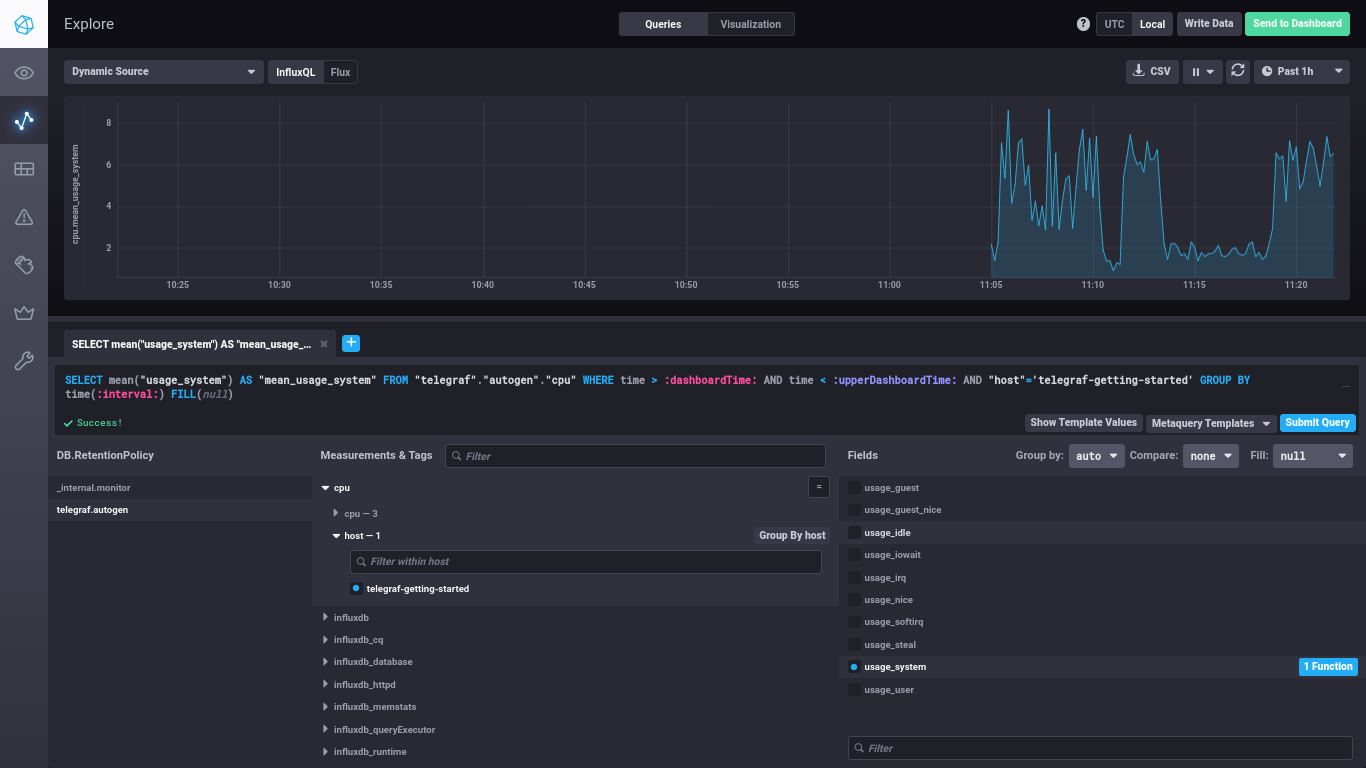 Explore
Queries
Visualization
?
UTC
Local
Write Data
Send to Dashboard
Dynamic Source
InfluxQL
Flux
CSV
Past 1h
cpu.mean_usage_system
8
6
4
2
10:25
10:30
10:35
10:40
10:45
10:50
10:55
11:00
11:05
11:10
11:15
11:20
SELECT mean("usage_system") AS "mean_usage_...
SELECT mean("usage_system") AS "mean_usage_system" FROM "telegraf"."autogen"."cpu" WHERE time > :dashboardTime: AND time < :upperDashboardTime: AND "host"='telegraf-getting-started' GROUP BY
time(:interval:) FILL(null)
Success!
Show Template Values
Metaquery Templates
Submit Query
DB.RetentionPolicy
_internal.monitor
telegraf.autogen
Measurements & Tags
Filter
cpu
=
cpu — 3
host — 1
Group By host
Filter within host
telegraf-getting-started
influxdb
influxdb_cq
influxdb_database
influxdb_httpd
influxdb_memstats
influxdb_queryExecutor
influxdb_runtime
Fields
Group by:
auto
Compare:
none
Fill:
null
usage_guest
usage_guest_nice
usage_idle
usage_iowait
usage_irq
usage_nice
usage_softirq
usage_steal
usage_system
1 Function
usage_user
Filter